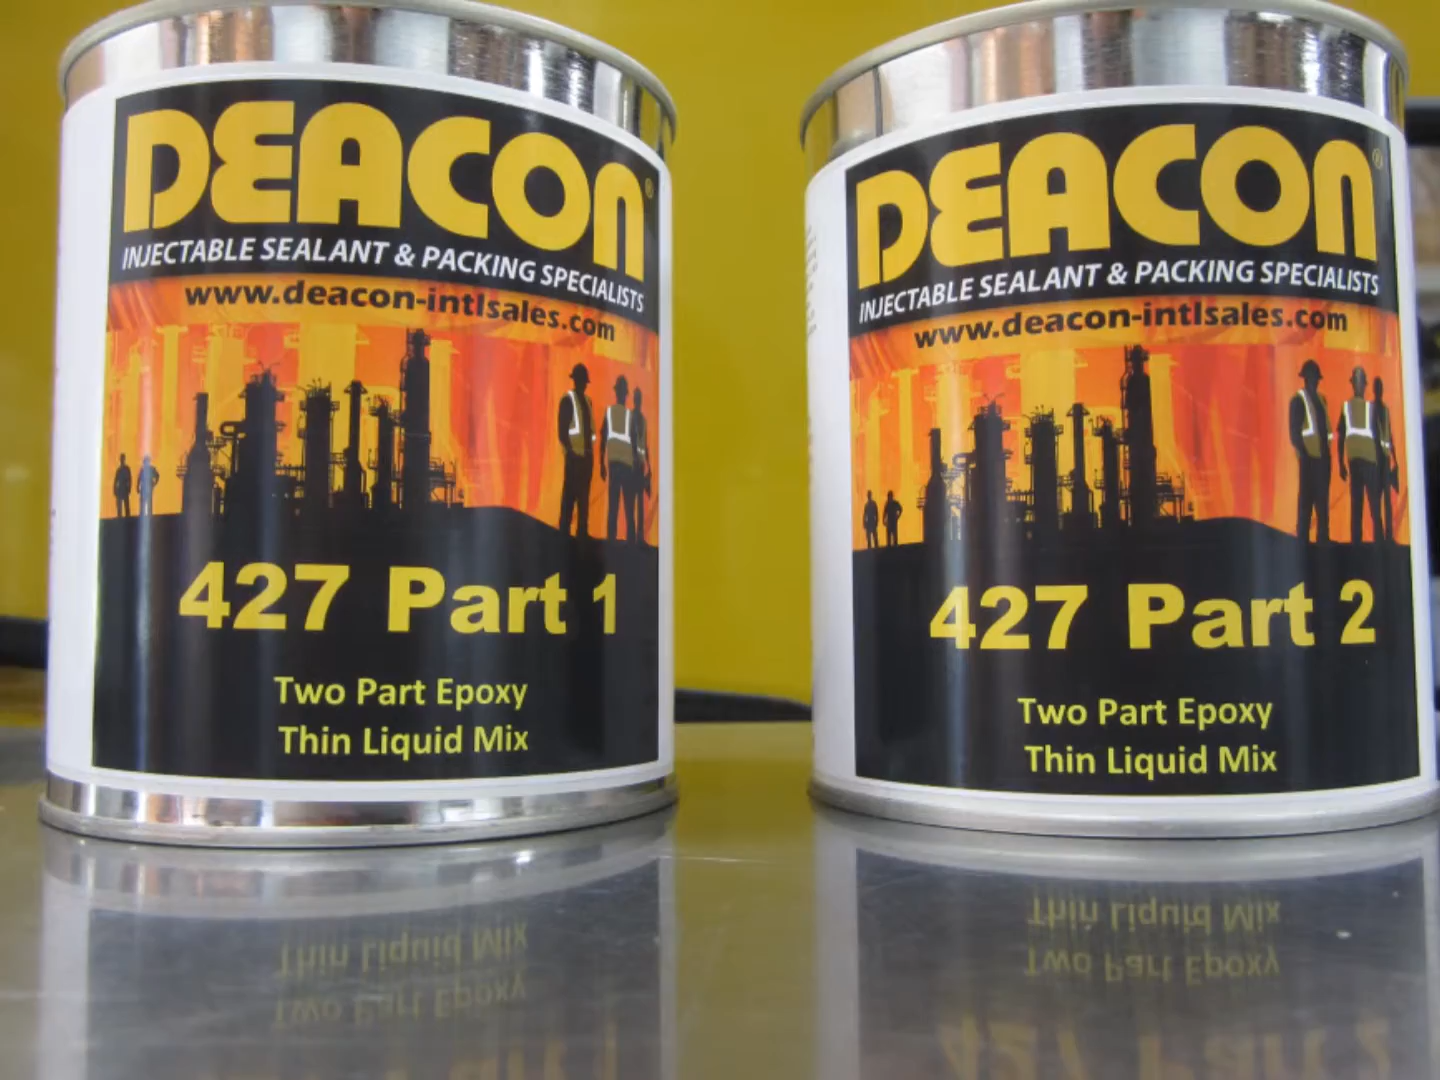 DEACON®
INJECTABLE SEALANT & PACKING SPECIALISTS
www.deacon-intlsales.com
427 Part 1
Two Part Epoxy
Thin Liquid Mix
DEACON®
INJECTABLE SEALANT & PACKING SPECIALISTS
www.deacon-intlsales.com
427 Part 2
Two Part Epoxy
Thin Liquid Mix